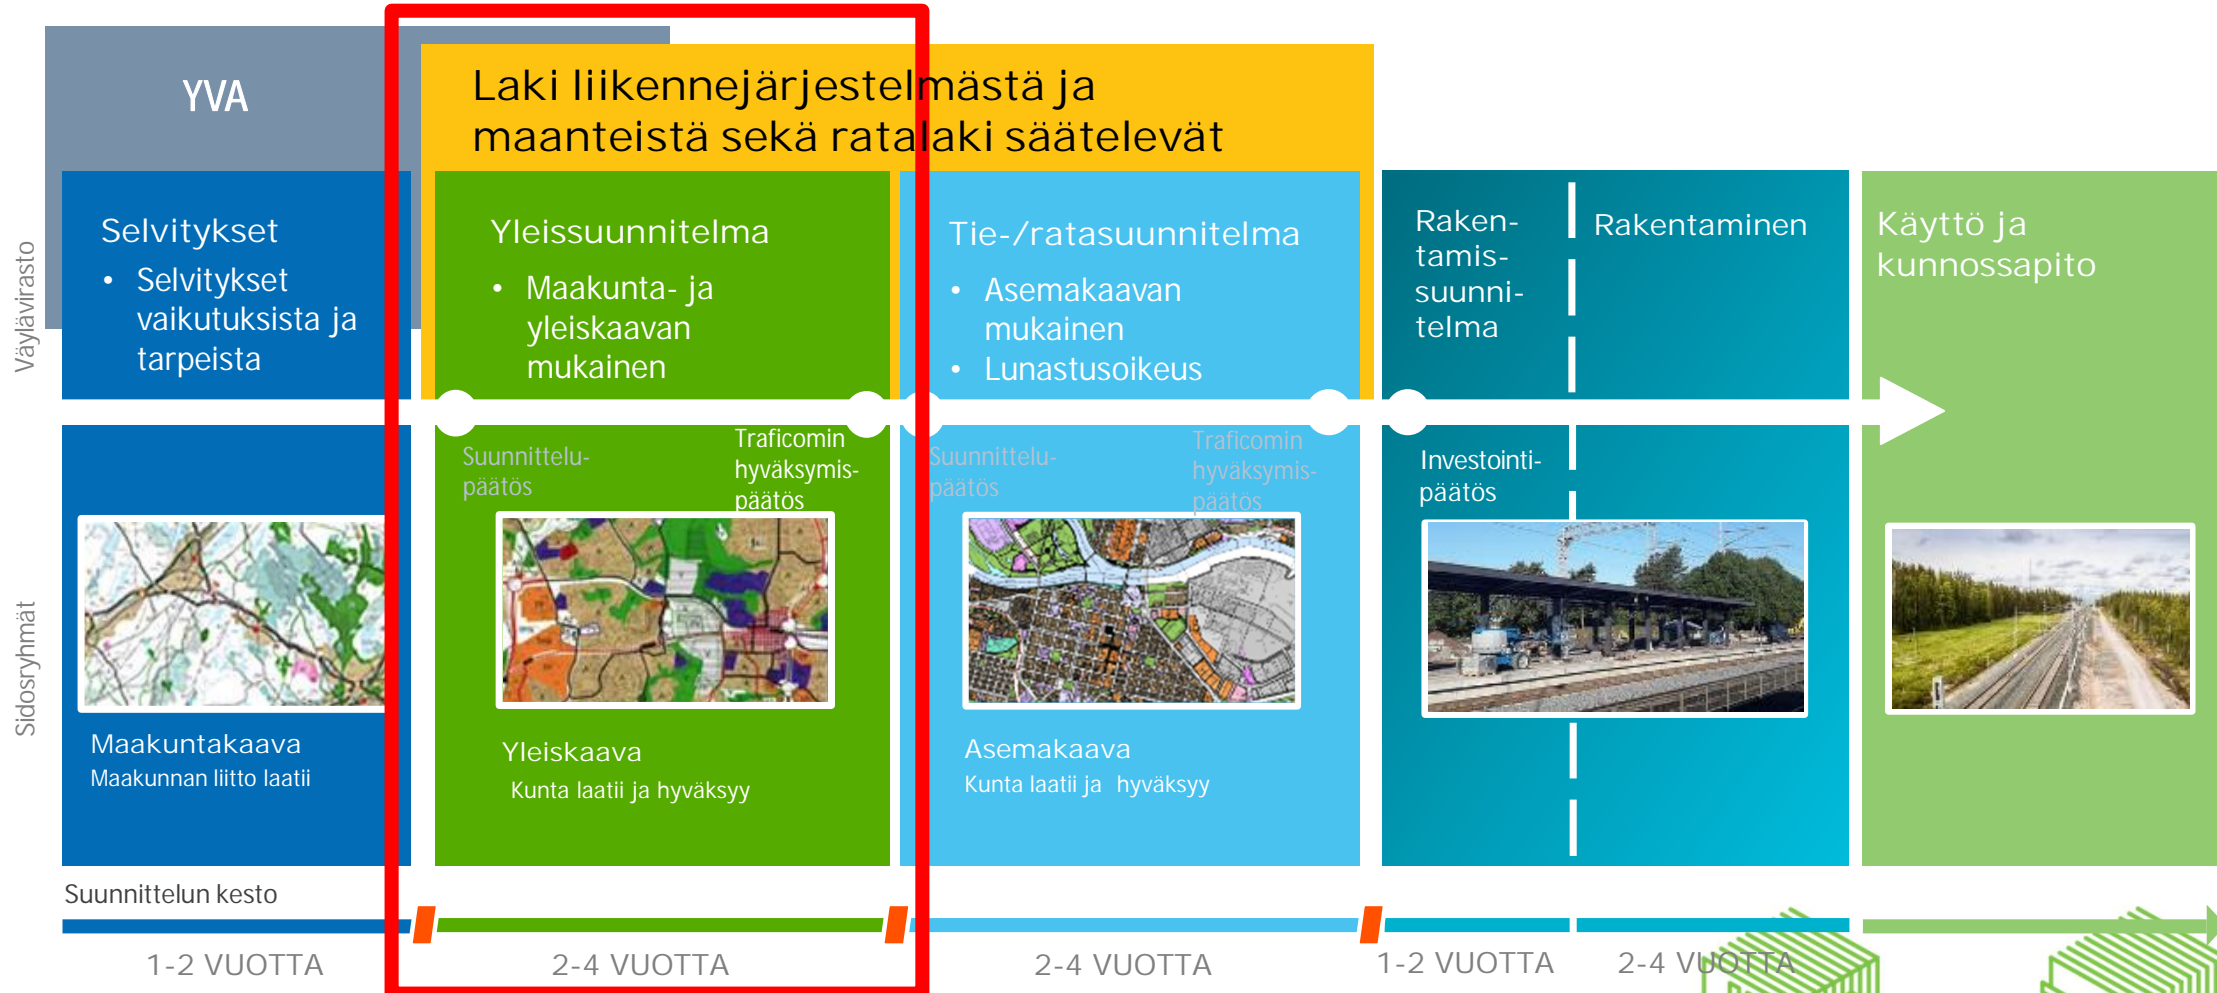 YVA
Laki liikennejärjestelmästä ja
maanteistä sekä ratalaki säätelevät
Väylävirasto
Selvitykset
• Selvitykset
vaikutuksista ja
tarpeista
Yleissuunnitelma
• Maakunta- ja
yleiskaavan
mukainen
Tie-/ratasuunnitelma
• Asemakaavan
mukainen
• Lunastusoikeus
Raken-
tamis-
suunni-
telma
Rakentaminen
Käyttö ja
kunnossapito
Sidosryhmät
Suunnittelu-
päätös
Traficomin
hyväksymis-
päätös
Suunnittelu-
päätös
Traficomin
hyväksymis-
päätös
Investointi-
päätös
Maakuntakaava
Maakunnan liitto laatii
Yleiskaava
Kunta laatii ja hyväksyy
Asemakaava
Kunta laatii ja hyväksyy
Suunnittelun kesto
1-2 VUOTTA
2-4 VUOTTA
2-4 VUOTTA
1-2 VUOTTA
2-4 VUOTTA